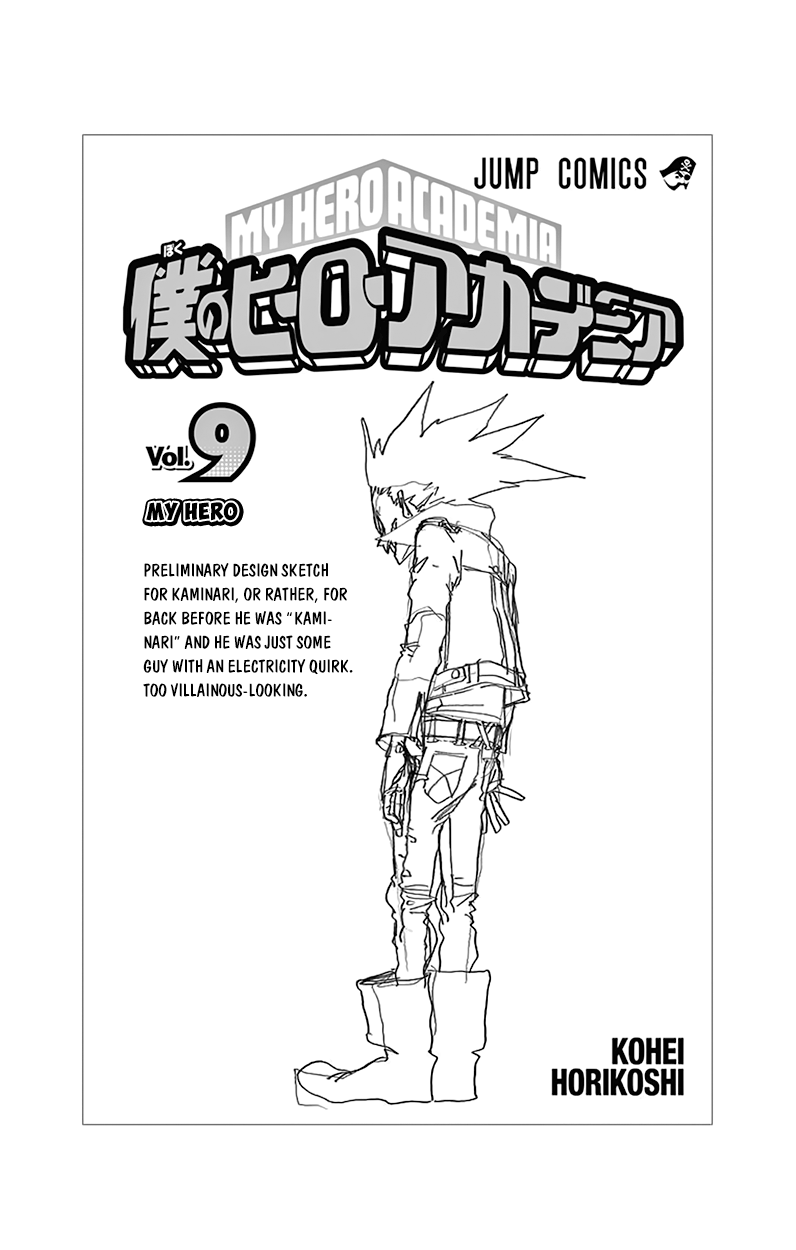 JUMP COMICS
MY HERO ACADEMIA
ぼく
僕のヒーローアカデミア
Vol. 9
MY HERO
PRELIMINARY DESIGN SKETCH
FOR KAMINARI, OR RATHER, FOR
BACK BEFORE HE WAS "KAMI-
NARI" AND HE WAS JUST SOME
GUY WITH AN ELECTRICITY QUIRK.
TOO VILLAINOUS-LOOKING.
KOHEI
HORIKOSHI